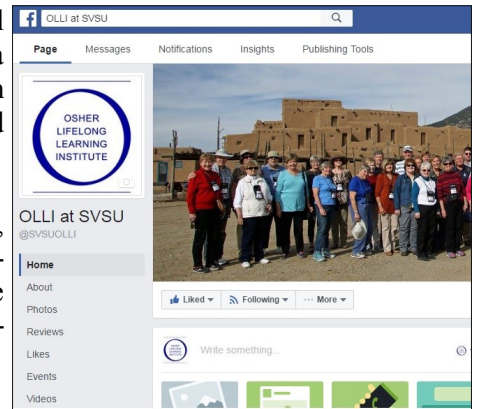 OLLI at SVSU
Page Messages Notifications Insights Publishing Tools
OSHER
LIFELONG
LEARNING
INSTITUTE
OLLI at SVSU
@SVSUOLLI
Home
About
Photos
Reviews
Likes
Events
Videos
Liked Following ··· More
Write something...